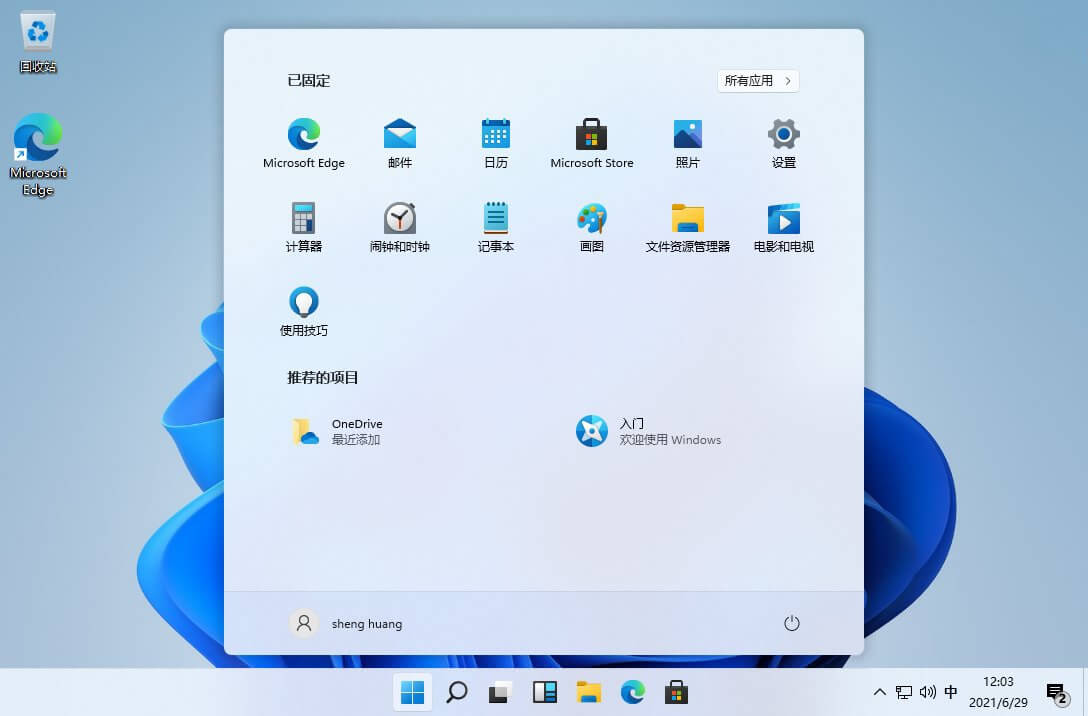 回收站
Microsoft
Edge
已固定
所有应用
Microsoft Edge
邮件
日历
Microsoft Store
照片
设置
计算器
闹钟和时钟
记事本
画图
文件资源管理器
电影和电视
使用技巧
推荐的项目
OneDrive
最近添加
入门
欢迎使用 Windows
sheng huang
中
12:03
2021/6/29
2